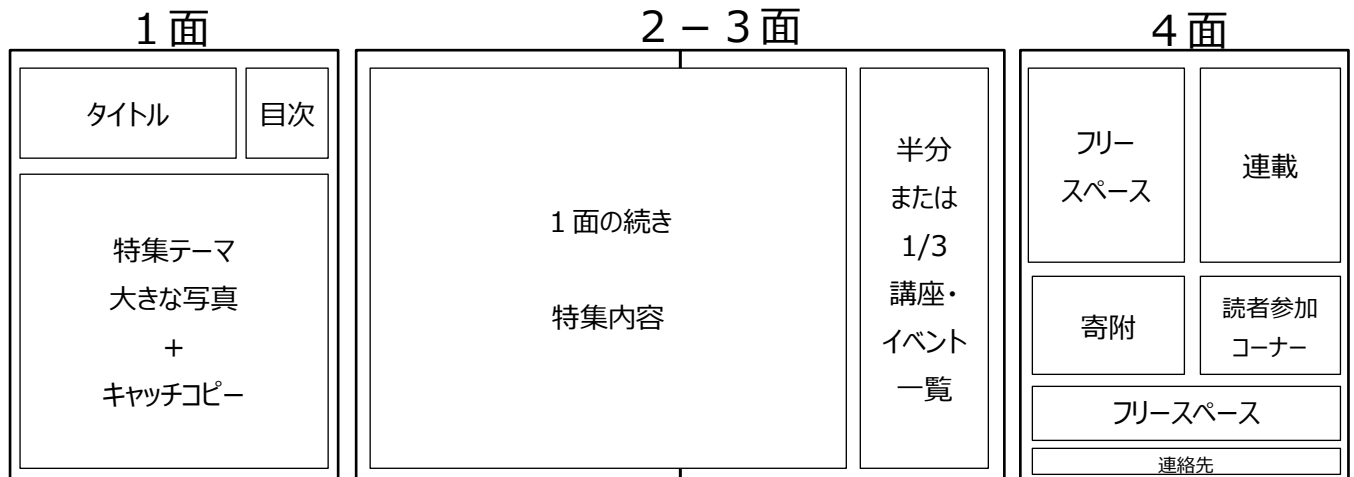 1面
タイトル
目次
特集テーマ
大きな写真
+
キャッチコピー
2－3面
1面の続き
特集内容
半分
または
1/3
講座・
イベント
一覧
4面
フリー
スペース
連載
寄附
読者参加
コーナー
フリースペース
連絡先